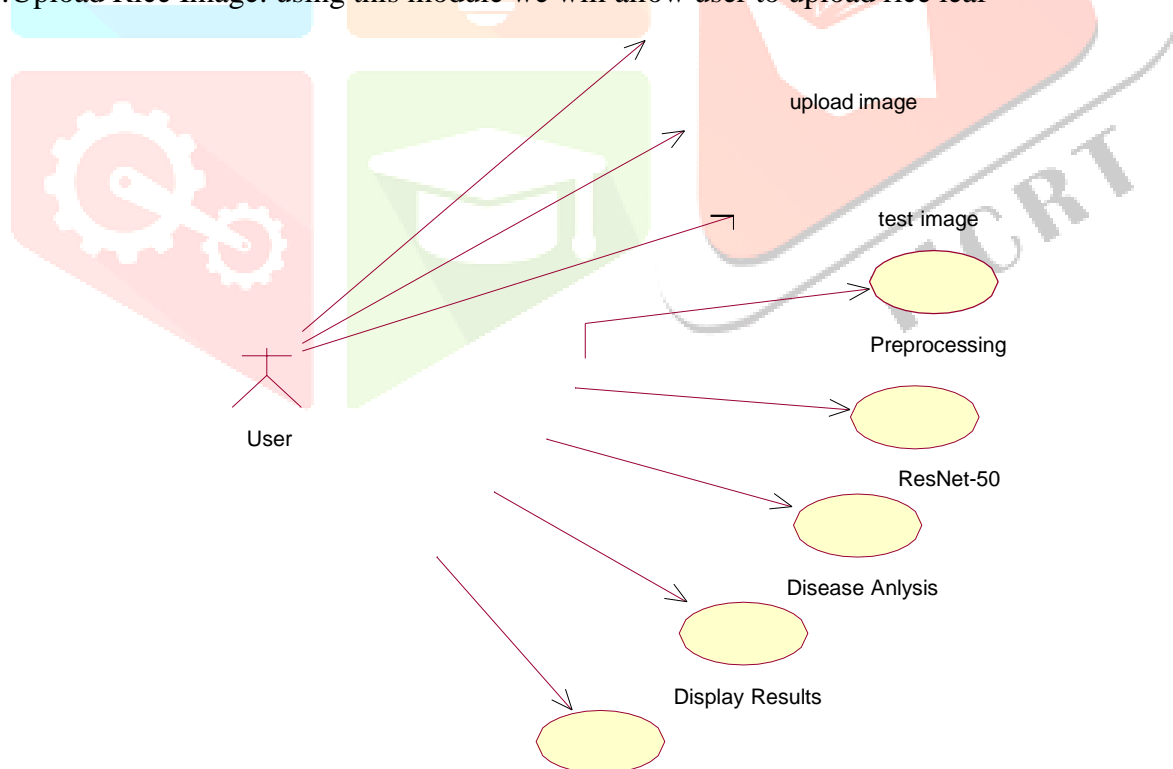 .Upload Rice Image: using this module we will allow user to upload rice leaf
upload image
test image
Preprocessing
User
ResNet-50
Disease Anlysis
Display Results